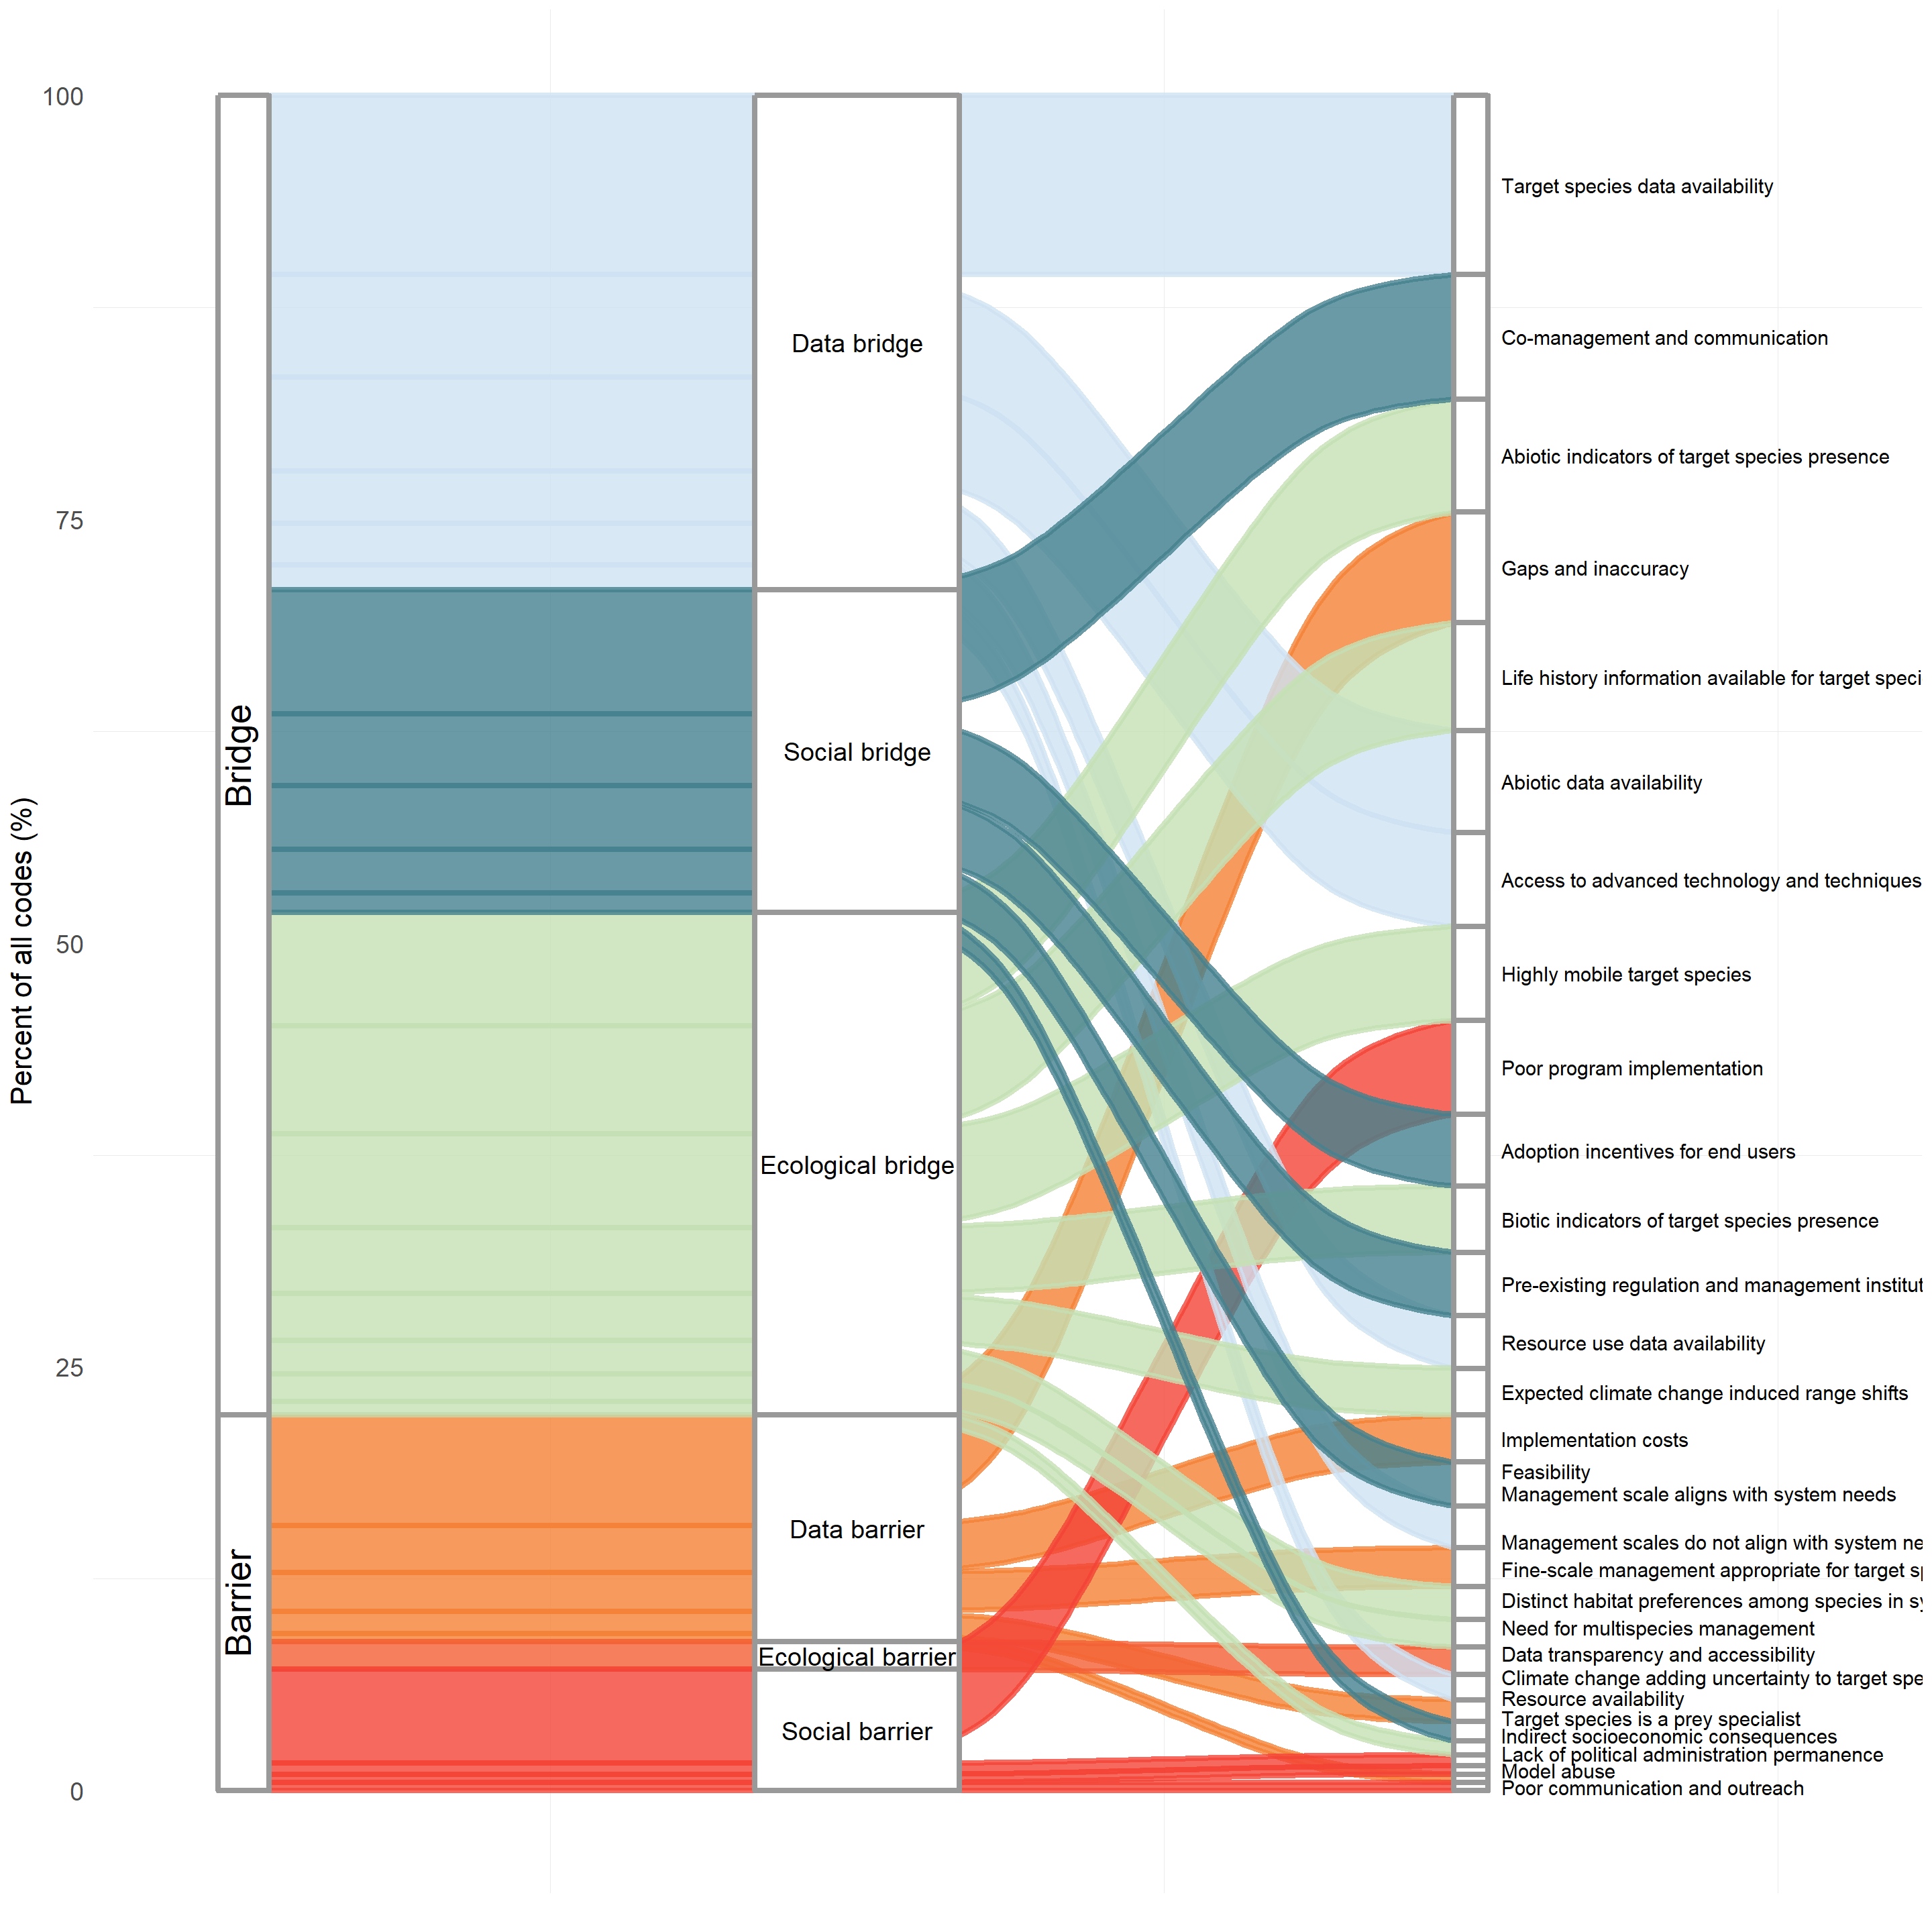 100
75
50
25
0
Percent of all codes (%)
Bridge
Barrier
Data bridge
Social bridge
Ecological bridge
Data barrier
Ecological barrier
Social barrier
Target species data availability
Co-management and communication
Abiotic indicators of target species presence
Gaps and inaccuracy
Life history information available for target speci
Abiotic data availability
Access to advanced technology and techniques
Highly mobile target species
Poor program implementation
Adoption incentives for end users
Biotic indicators of target species presence
Pre-existing regulation and management institut
Resource use data availability
Expected climate change induced range shifts
Implementation costs
Feasibility
Management scale aligns with system needs
Management scales do not align with system ne
Fine-scale management appropriate for target sp
Distinct habitat preferences among species in sy
Need for multispecies management
Data transparency and accessibility
Climate change adding uncertainty to target spe
Resource availability
Target species is a prey specialist
Indirect socioeconomic consequences
Lack of political administration permanence
Model abuse
Poor communication and outreach